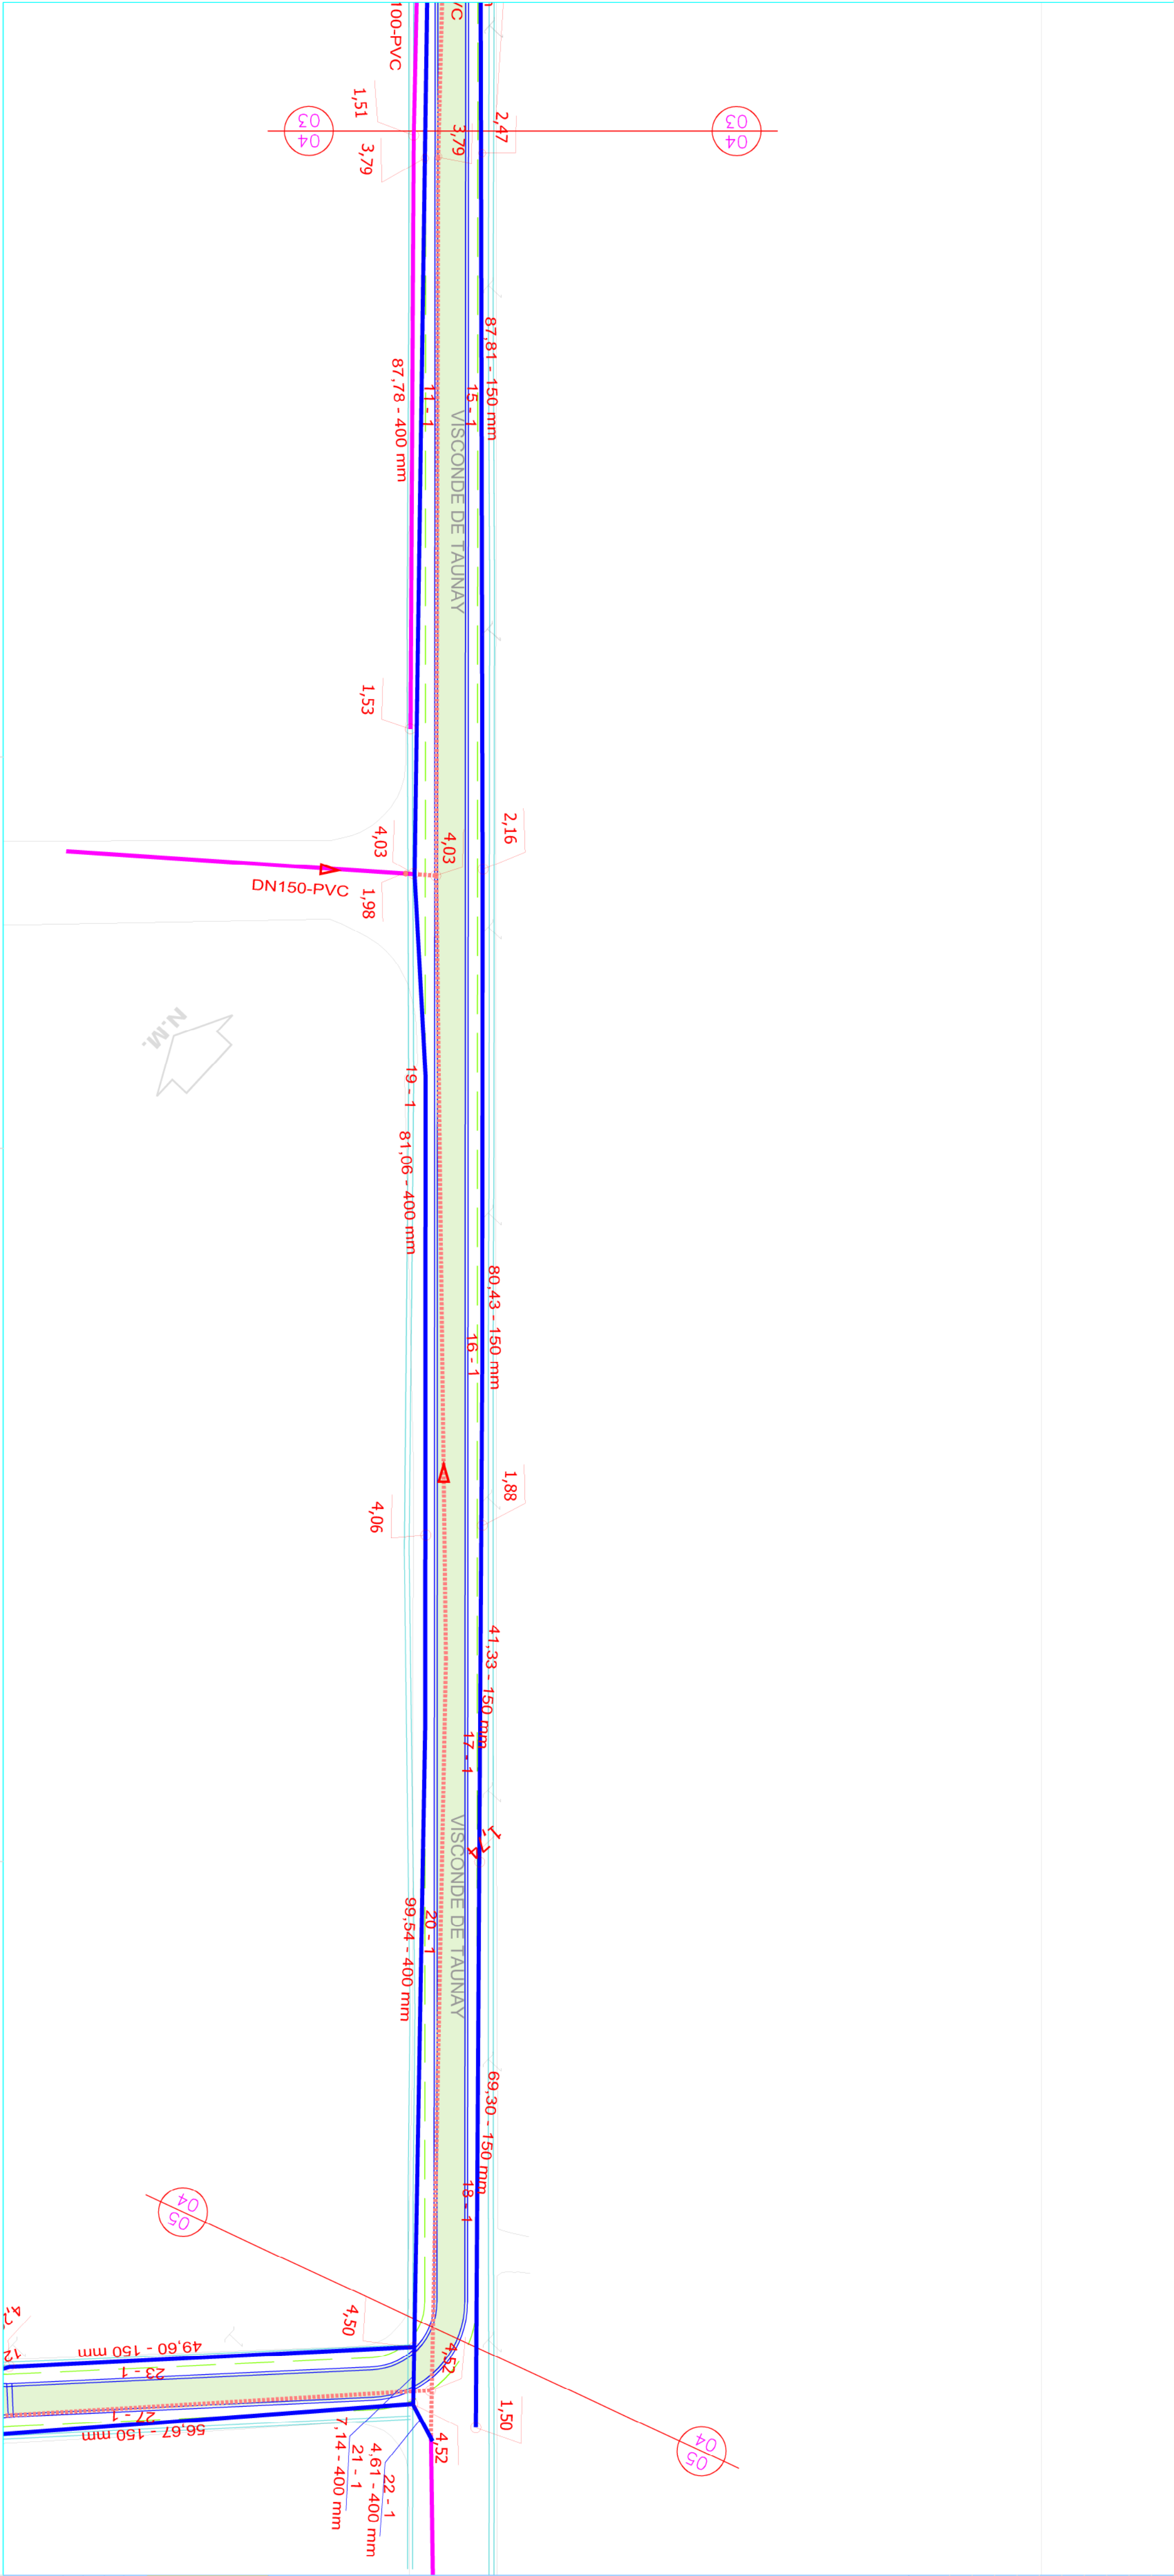 100-PVC
VC
1,51
03
04
3,79
3,79
2,47
03
04
87,81 - 150 mm
87,78 - 400 mm
11 - 1
15 - 1
VISCONDE DE TAUNAY
1,53
2,16
4,03
4,03
DN150-PVC
1,98
N.M.
19 - 1
81,06 - 400 mm
80,43 - 150 mm
16 - 1
1,88
4,06
41,33 - 150 mm
17 - 1
1,74
VISCONDE DE TAUNAY
99,54 - 400 mm
20 - 1
69,30 - 150 mm
18 - 1
04
05
4,50
4,52
49,60 - 150 mm
23 - 1
27 - 1
56,67 - 150 mm
1,50
4,52
04
05
7,14 - 400 mm
21 - 1
4,61 - 400 mm
22 - 1